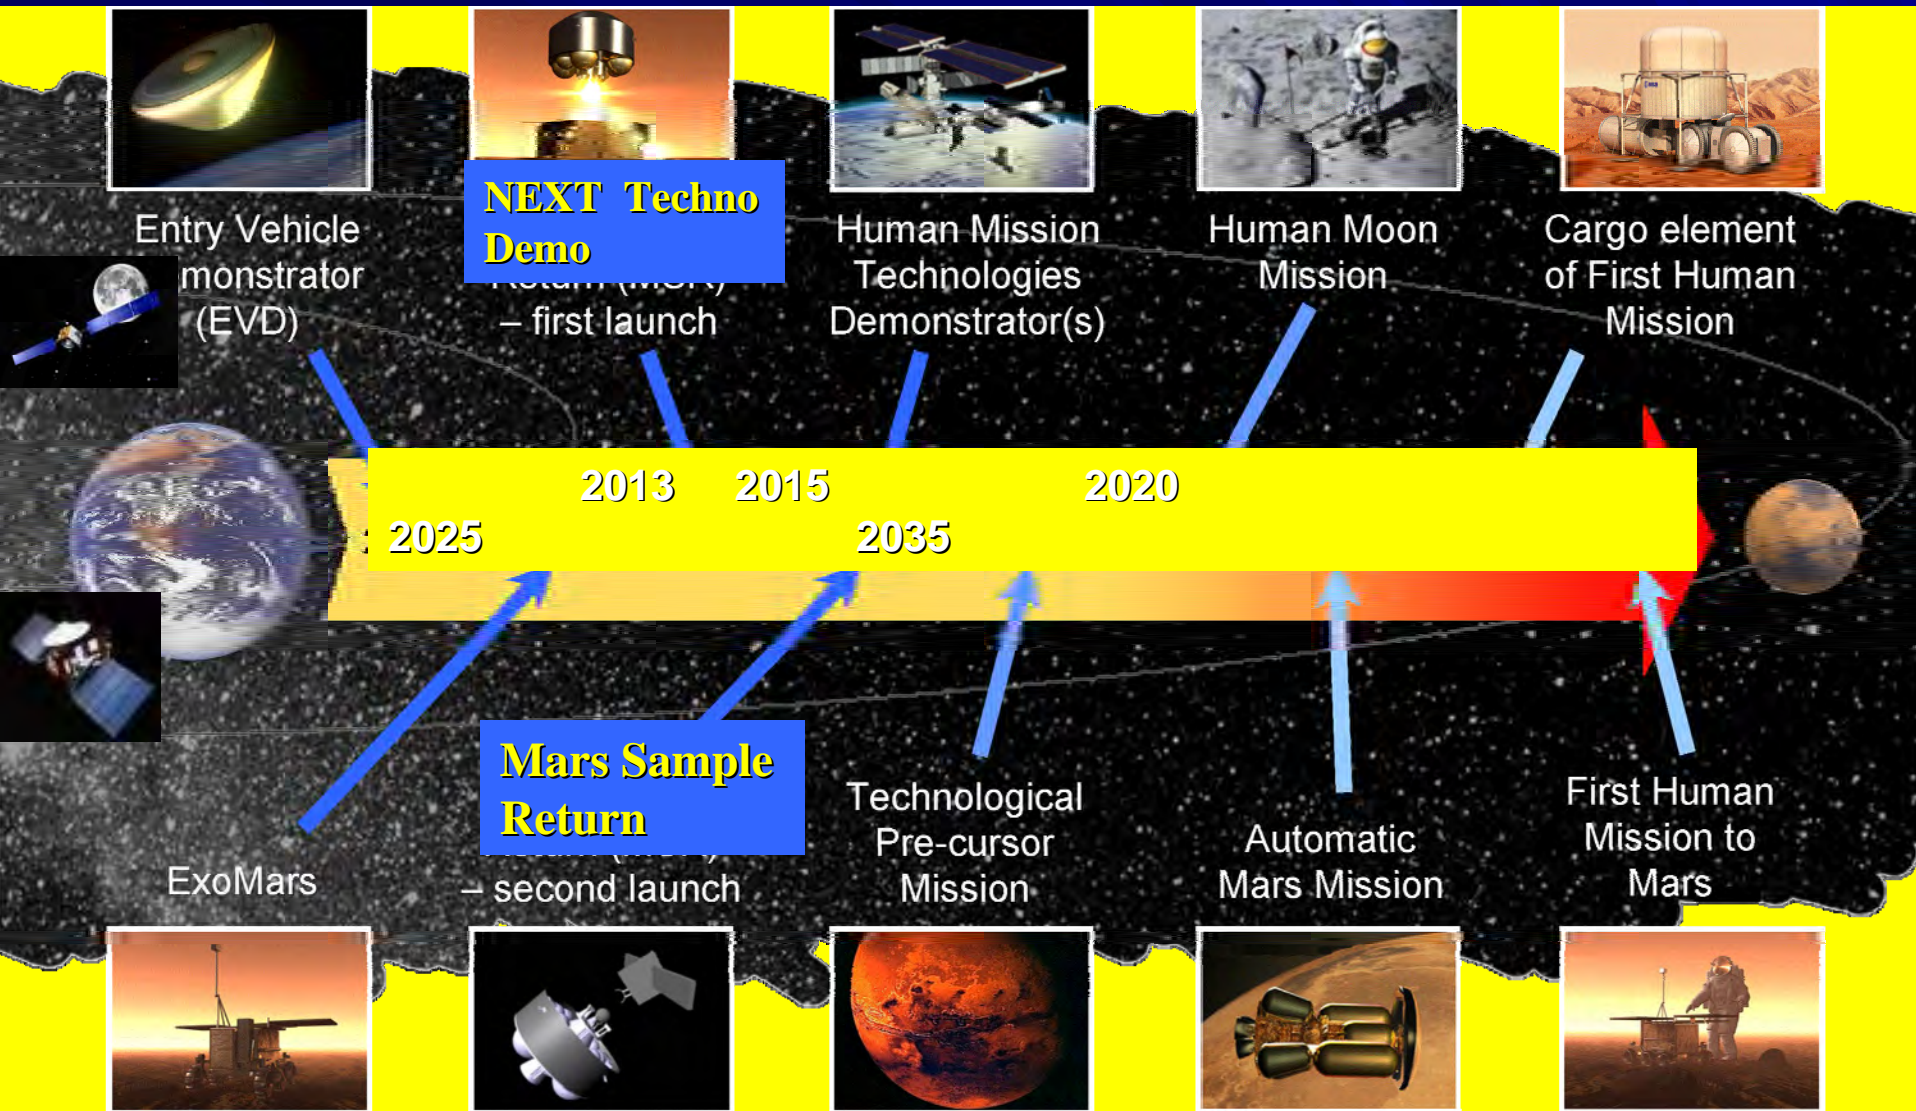 NEXT Techno
Demo
Entry Vehicle
monstrator
(EVD)
– first launch
Human Mission
Technologies
Demonstrator(s)
Human Moon
Mission
Cargo element
of First Human
Mission
2013 2015 2020
2025 2035
ExoMars
Mars Sample
Return
– second launch
Technological
Pre-cursor
Mission
Automatic
Mars Mission
First Human
Mission to
Mars